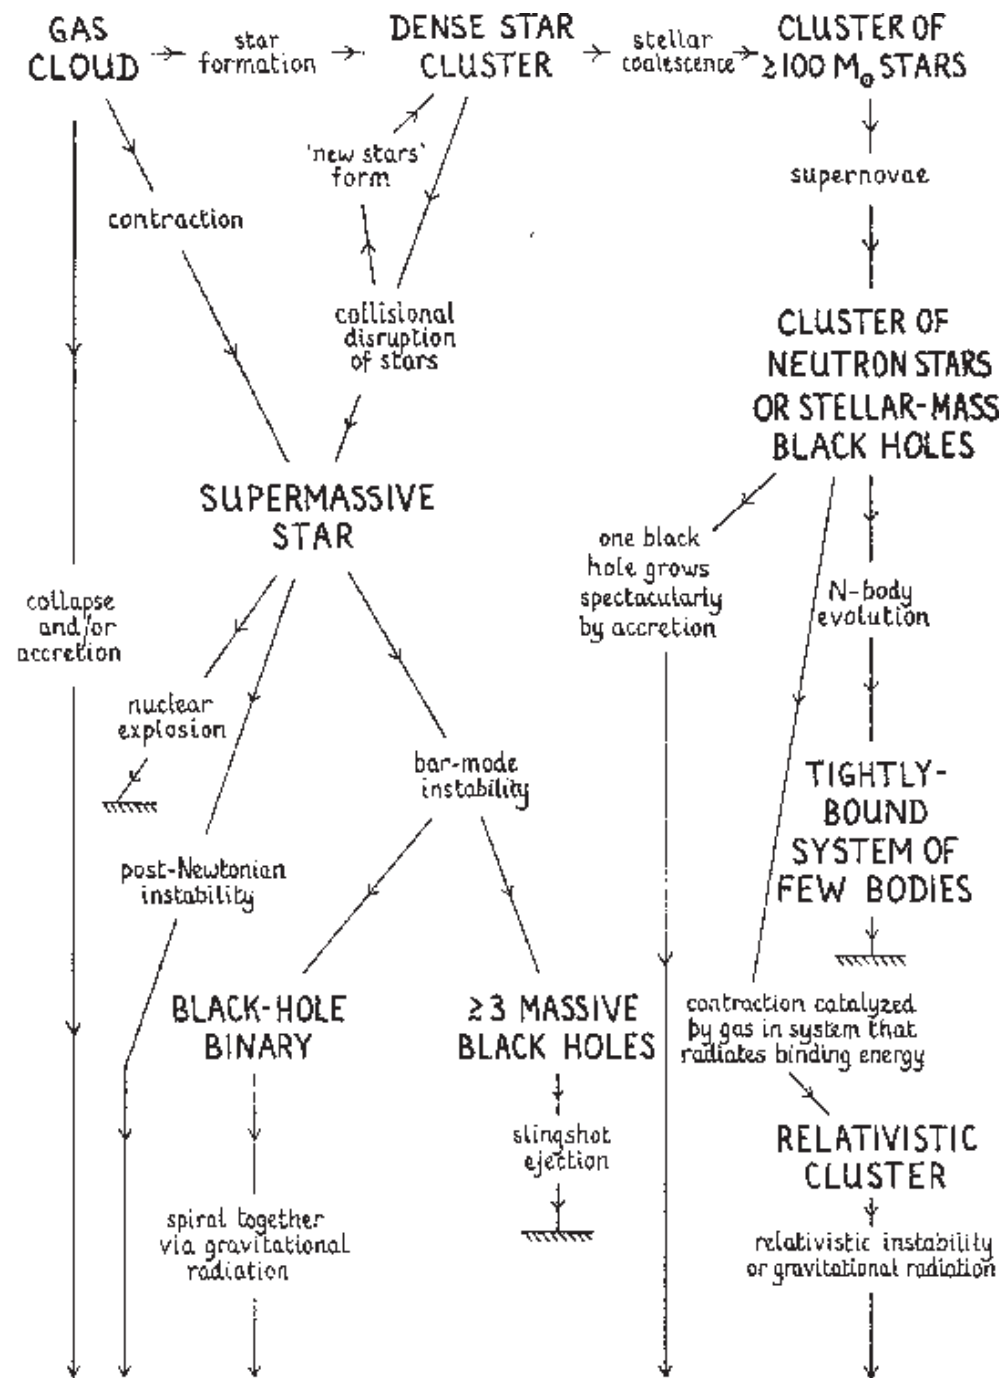 GAS
CLOUD
star
formation
DENSE STAR
CLUSTER
stellar
coalescence
CLUSTER OF
≥100 M⊙ STARS
'new stars'
form
supernovae
contraction
collisional
disruption
of stars
CLUSTER OF
NEUTRON STARS
OR STELLAR-MASS
BLACK HOLES
SUPERMASSIVE
STAR
one black
hole grows
spectacularly
by accretion
N-body
evolution
collapse
and/or
accretion
nuclear
explosion
bar-mode
instability
TIGHTLY-
BOUND
SYSTEM OF
FEW BODIES
post-Newtonian
instability
BLACK-HOLE
BINARY
≥3 MASSIVE
BLACK HOLES
contraction catalyzed
by gas in system that
radiates binding energy
slingshot
ejection
RELATIVISTIC
CLUSTER
spiral together
via gravitational
radiation
relativistic instability
or gravitational radiation